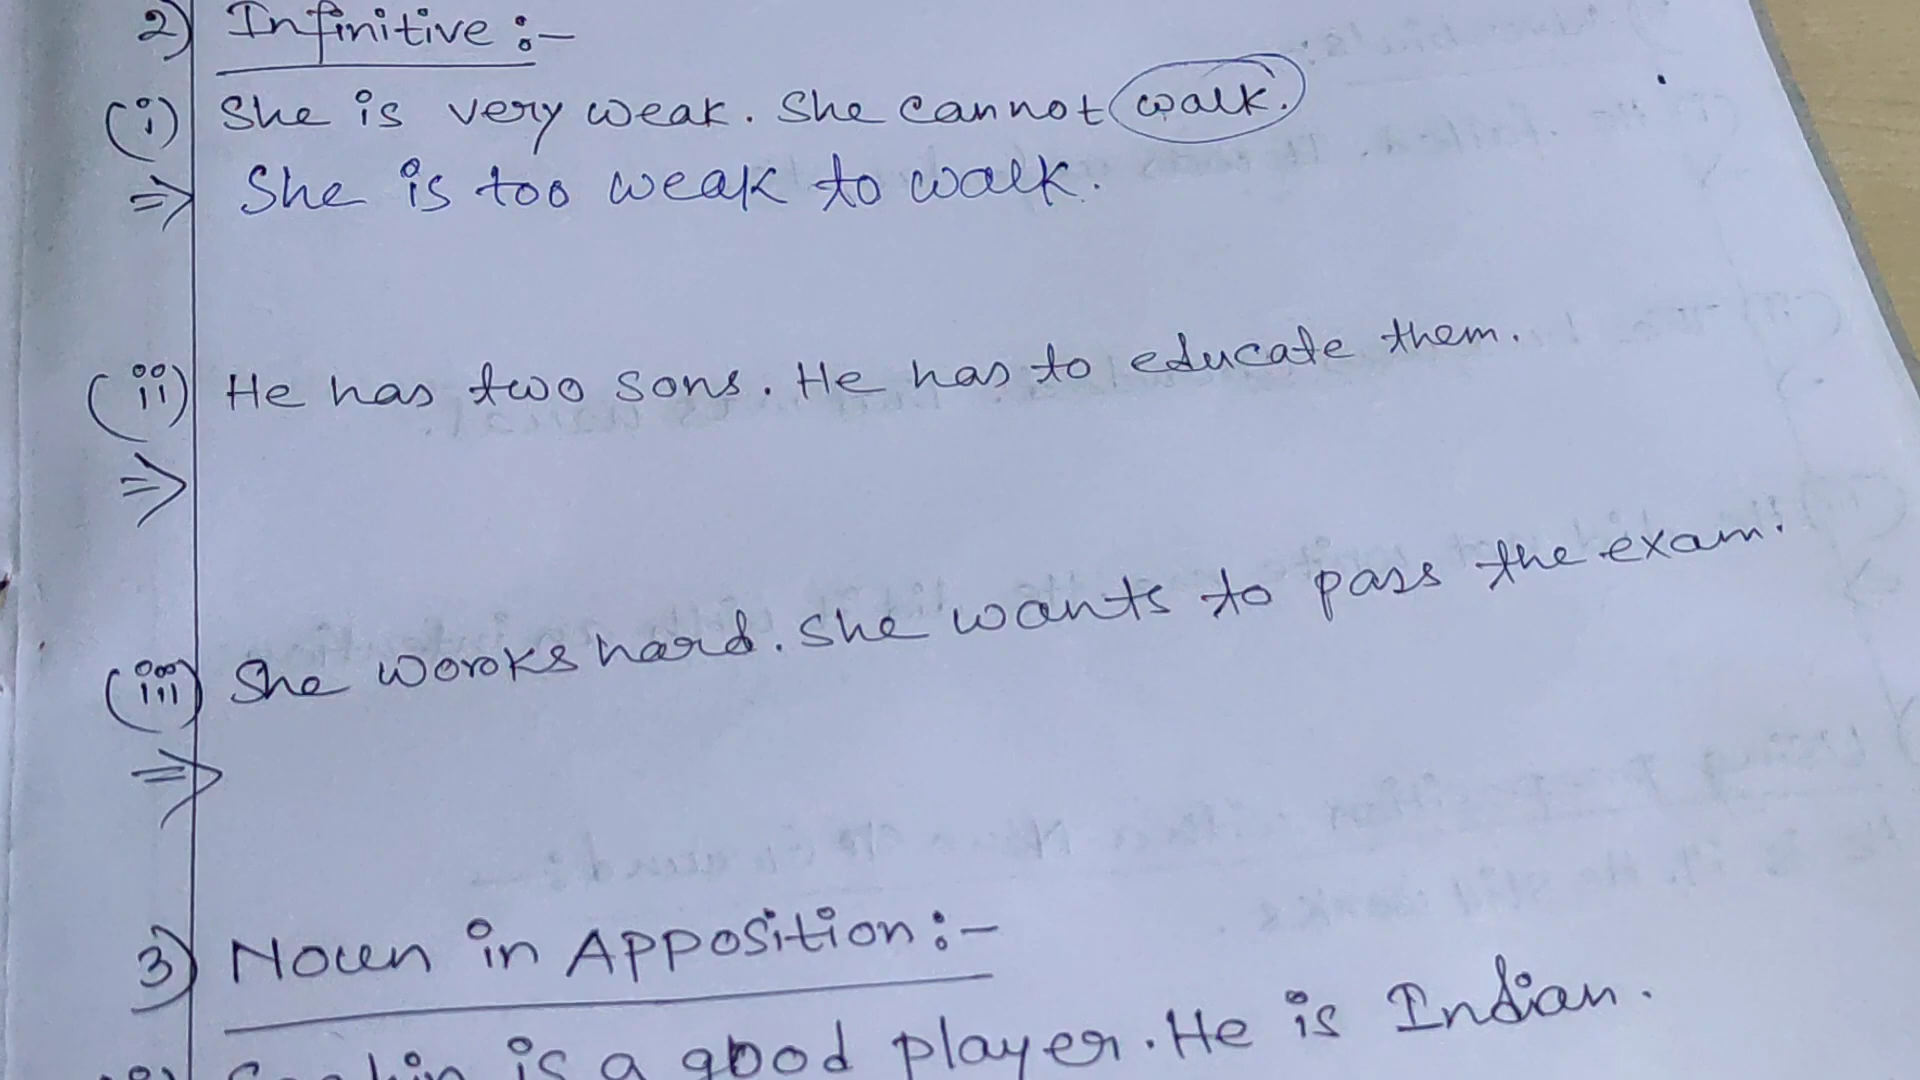 2) Infinitive :-
(i) She is very weak. She cannot walk.
⇒ She is too weak to walk.
(ii) He has two sons. He has to educate them.
⇒
(iii) She works hard. She wants to pass the exam.
⇒
3) Noun in Apposition :-
is a good player. He is Indian.